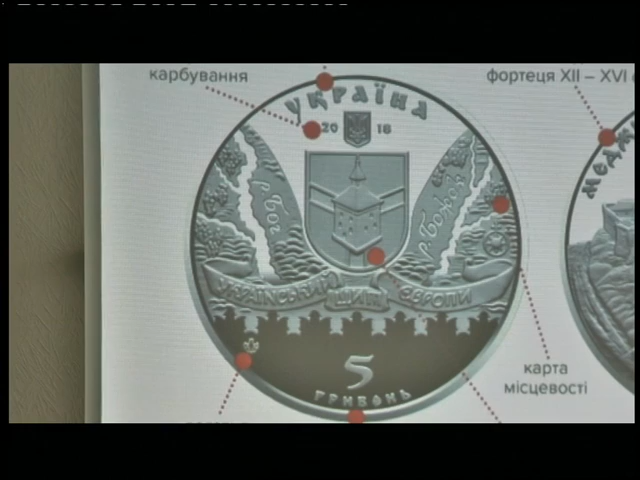 карбування
фортеця XII – XVI
УКРАЇНА
20 18
р. Бог
р. Божок
УКРАЇНСЬКИЙ ЩИТ ЄВРОПИ
5
ГРИВЕНЬ
карта
місцевості